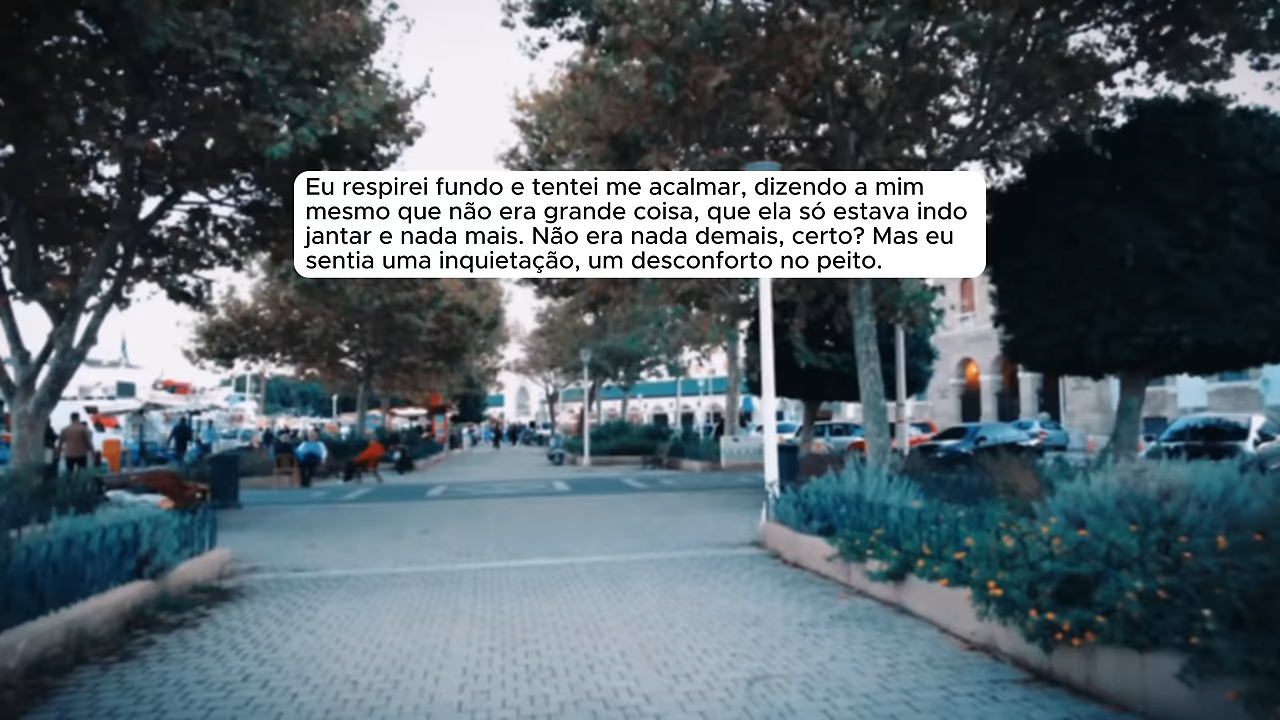 Eu respirei fundo e tentei me acalmar, dizendo a mim
mesmo que não era grande coisa, que ela só estava indo
jantar e nada mais. Não era nada demais, certo? Mas eu
sentia uma inquietação, um desconforto no peito.